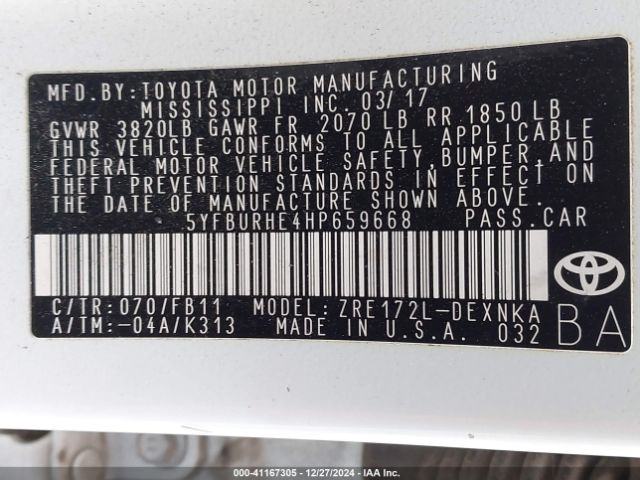 MFD.BY:TOYOTA MOTOR MANUFACTURING
MISSISSIPPI INC. 03/17
GVWR 3820LB GAWR FR 2070 LB RR 1850 LB
THIS VEHICLE CONFORMS TO ALL APPLICABLE
FEDERAL MOTOR VEHICLE SAFETY,BUMPER,AND
THEFT PREVENTION STANDARDS IN EFFECT ON
THE DATE OF MANUFACTURE SHOWN ABOVE.
5YFBURHE4HP659668 PASS.CAR
C/TR:070/FB11 MODEL:ZRE172L-DEXNKA
A/TM:-04A/K313 MADE IN U.S.A. 032
BA
000-41167305 - 12/27/2024 - IAA Inc.